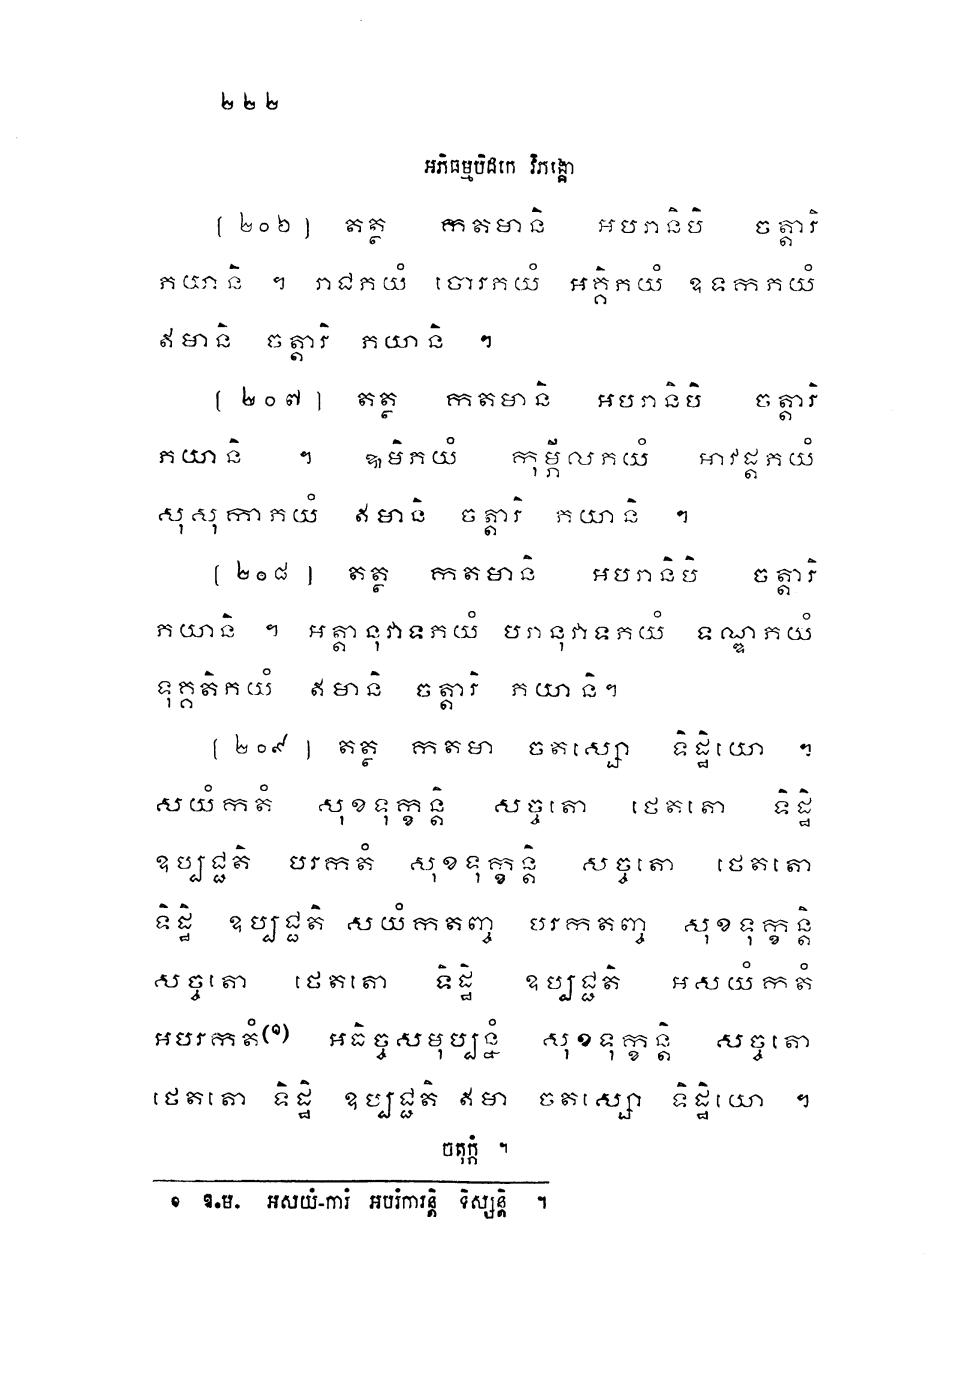 ២២២
អភិធម្មបិដកេ វិភង្គោ
(២០៦) តត្ថ កតមានិ អបរានិបិ ចត្តារិ
ភយានិ ។ រាជភយំ ចោរភយំ អគ្គិភយំ ឧទកភយំ
ឥមានិ ចត្តារិ ភយានិ ។
(២០៧) តត្ថ កតមានិ អបរានិបិ ចត្តារិ
ភយានិ ។ ឩមិភយំ កុម្ភីលភយំ អាវដ្តភយំ
សុសុកាភយំ ឥមានិ ចត្តារិ ភយានិ ។
(២០៨) តត្ថ កតមានិ អបរានិបិ ចត្តារិ
ភយានិ ។ អត្តានុវាទភយំ បរានុវាទភយំ ទណ្ឌភយំ
ទុគ្គតិភយំ ឥមានិ ចត្តារិ ភយានិ។
(២០៩) តត្ថ កតមា ចតស្សោ ទិដ្ឋិយោ ។
សយំកតំ សុខទុក្ខន្តិ សច្ចតោ ថេតតោ ទិដ្ឋិ
ឧប្បជ្ជតិ បរកតំ សុខទុក្ខន្តិ សច្ចតោ ថេតតោ
ទិដ្ឋិ ឧប្បជ្ជតិ សយំកតញ្ច បរកតញ្ច សុខទុក្ខន្តិ
សច្ចតោ ថេតតោ ទិដ្ឋិ ឧប្បជ្ជតិ អសយំកតំ
អបរកតំ(១) អធិច្ចសមុប្បន្នំ សុខទុក្ខន្តិ សច្ចតោ
ថេតតោ ទិដ្ឋិ ឧប្បជ្ជតិ ឥមា ចតស្សោ ទិដ្ឋិយោ ។
ចតុក្កំ ។
១ ឱ.ម. អសយំ-ការំ អបរំការន្តិ ទិស្សន្តិ ។